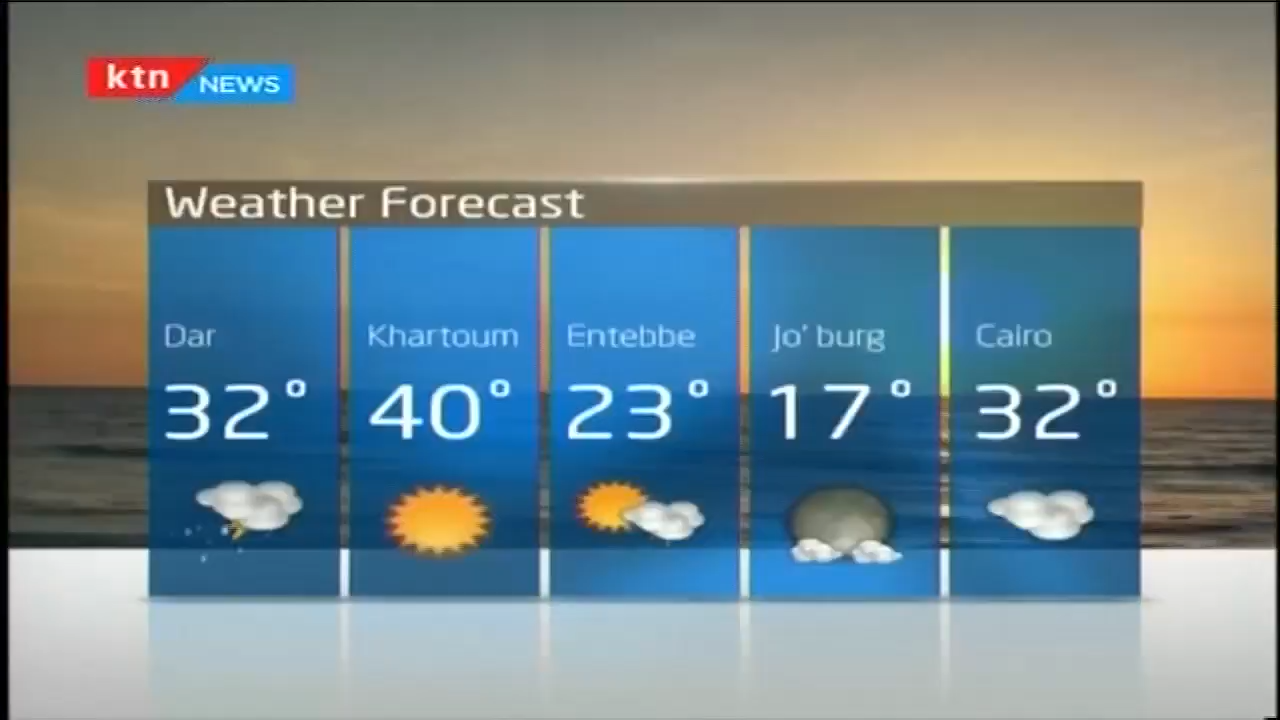 ktn NEWS
Weather Forecast
Dar
32°
Khartoum
40°
Entebbe
23°
Jo' burg
17°
Cairo
32°